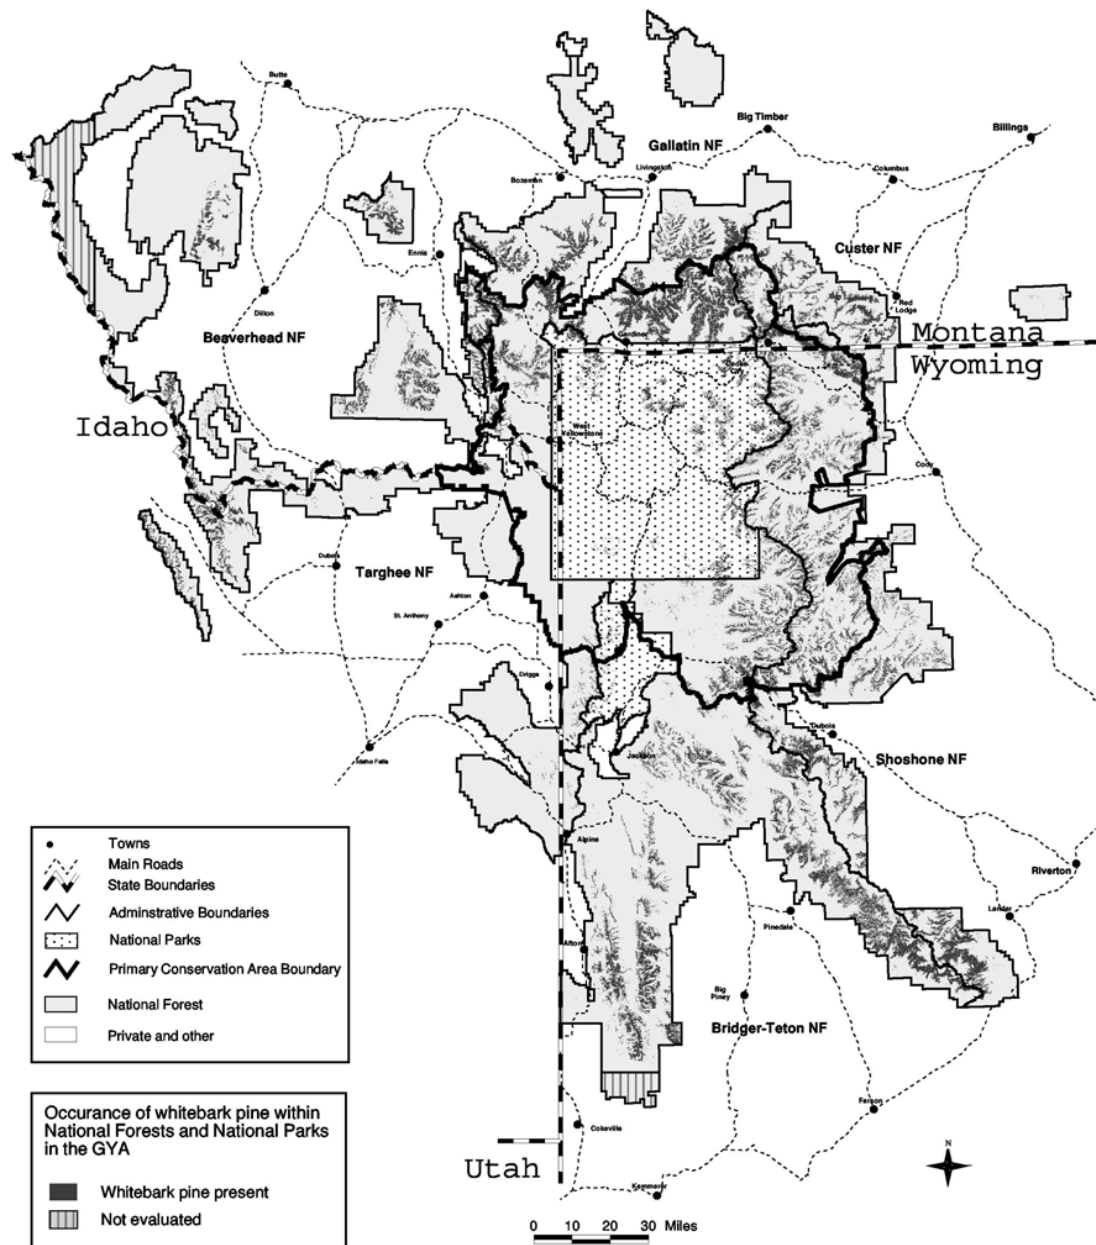 Butte
Big Timber
Billings
Gallatin NF
Livingston
Bozeman
Columbus
Custer NF
Ennis
Dillon
Red
Lodge
Beaverhead NF
Gardiner
Montana
Wyoming
Idaho
West
Yellowstone
Cody
Dubois
Targhee NF
Ashton
St. Anthony
Driggs
Dubois
Idaho Falls
Jackson
Shoshone NF
Alpine
Riverton
Lander
Pinedale
Afton
Big
Piney
Bridger-Teton NF
Farson
Cokeville
Utah
Kemmerer
N
0 10 20 30 Miles
Towns
Main Roads
State Boundaries
Adminstrative Boundaries
National Parks
Primary Conservation Area Boundary
National Forest
Private and other
Occurance of whitebark pine within
National Forests and National Parks
in the GYA
Whitebark pine present
Not evaluated